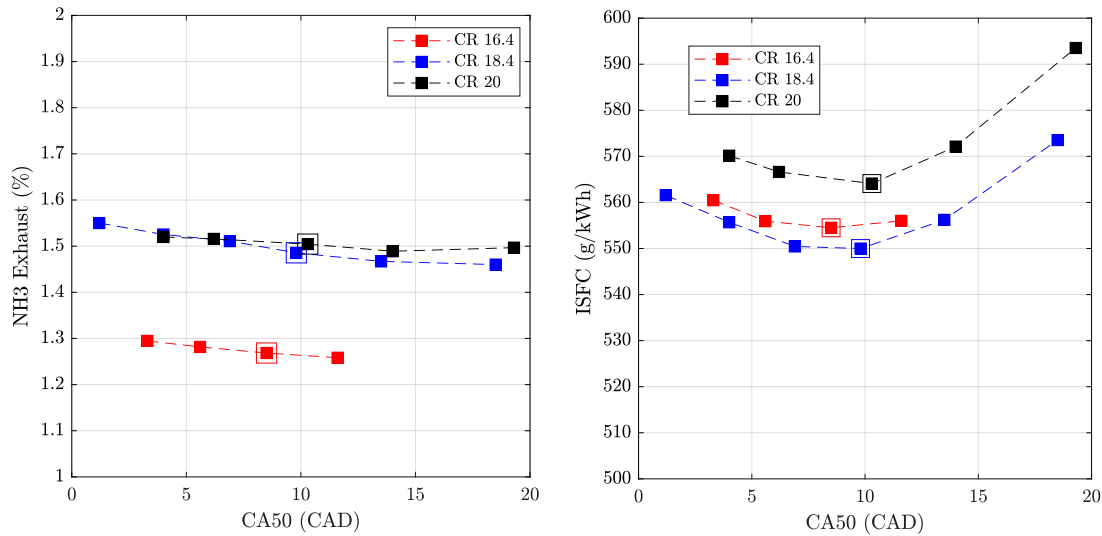 2
1.9
1.8
1.7
1.6
1.5
1.4
1.3
1.2
1.1
1
NH3 Exhaust (%)
CR 16.4
CR 18.4
CR 20
0 5 10 15 20
CA50 (CAD)
600
590
580
570
560
550
540
530
520
510
500
ISFC (g/kWh)
CR 16.4
CR 18.4
CR 20
0 5 10 15 20
CA50 (CAD)